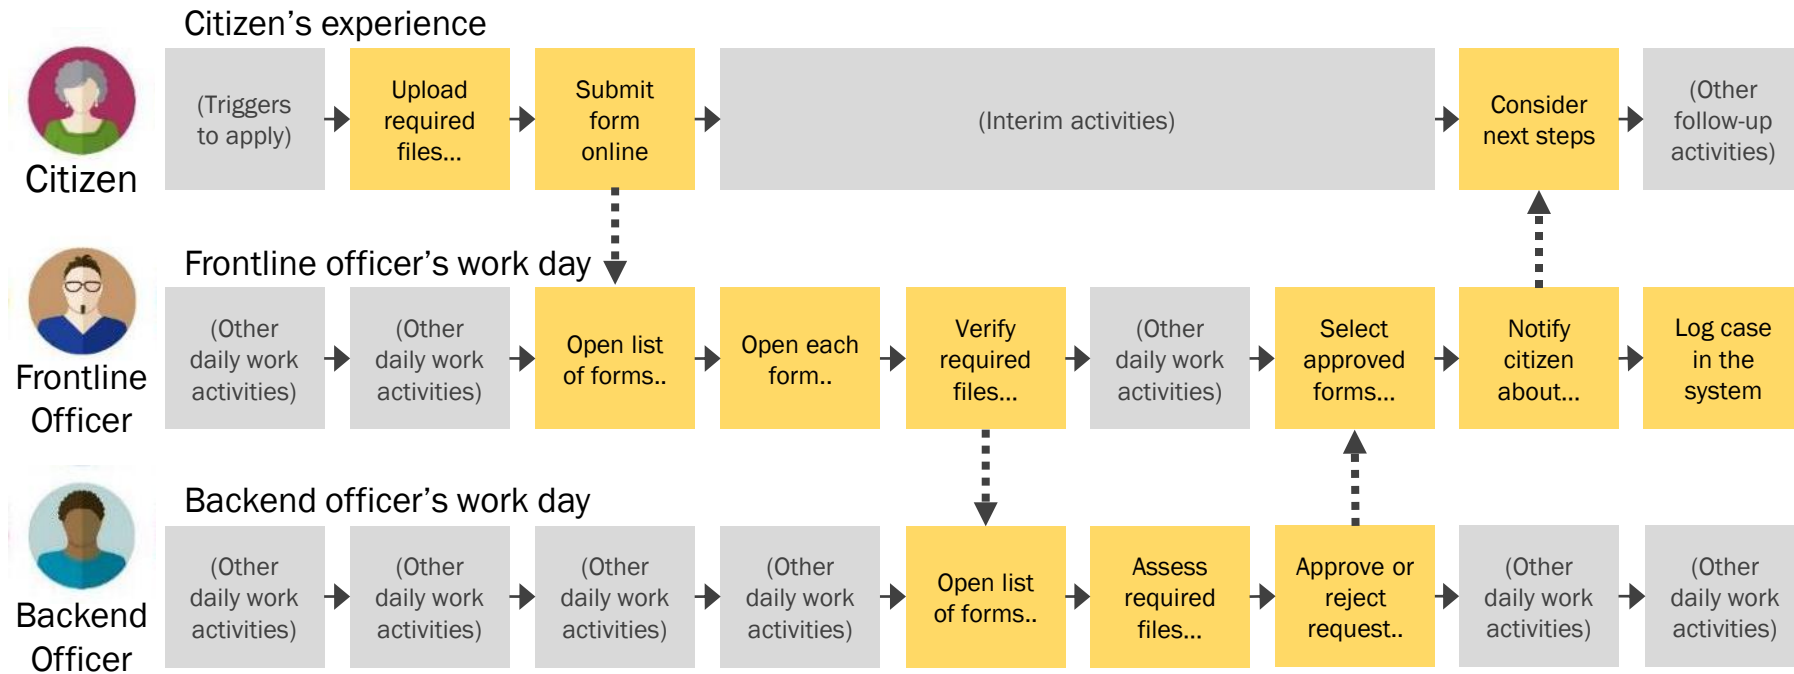 Citizen’s experience
(Triggers
to apply)
Upload
required
files...
Submit
form
online
(Interim activities)
Consider
next steps
(Other
follow-up
activities)
Citizen
Frontline officer’s work day
(Other
daily work
activities)
(Other
daily work
activities)
Open list
of forms..
Open each
form..
Verify
required
files...
(Other
daily work
activities)
Select
approved
forms...
Notify
citizen
about...
Log case
in the
system
Frontline
Officer
Backend officer’s work day
(Other
daily work
activities)
(Other
daily work
activities)
(Other
daily work
activities)
(Other
daily work
activities)
Open list
of forms..
Assess
required
files...
Approve or
reject
request..
(Other
daily work
activities)
(Other
daily work
activities)
Backend
Officer